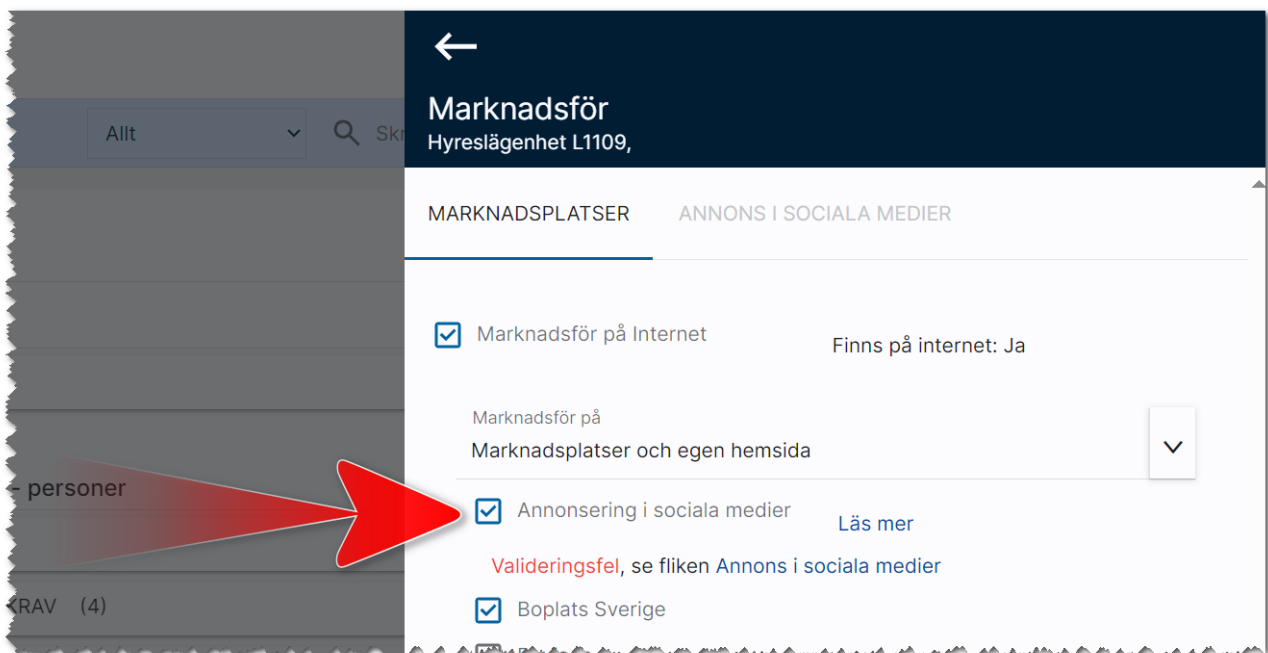 Marknadsför
Hyreslägenhet L1109,
Allt
Skr
MARKNADSPLATSER ANNONS I SOCIALA MEDIER
Marknadsför på Internet
Finns på internet: Ja
Marknadsför på
Marknadsplatser och egen hemsida
- personer
Annonsering i sociala medier
Läs mer
Valideringsfel, se fliken Annons i sociala medier
KRAV (4)
Boplats Sverige